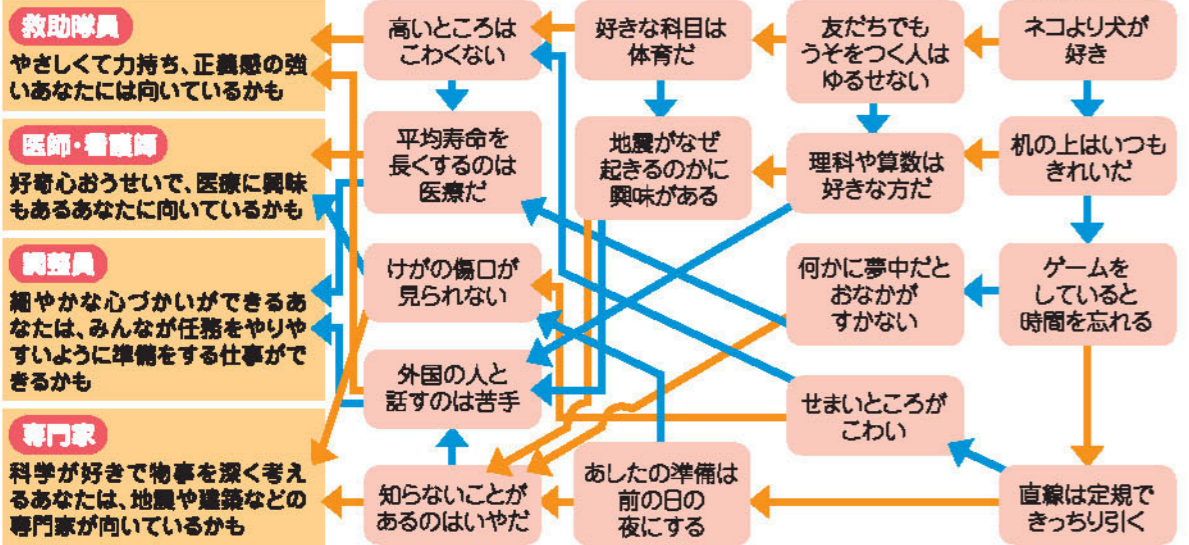 救助隊員
やさしくて力持ち、正義感の強
いあなたには向いているかも
医師・看護師
好奇心おうせいで、医療に興味
もあるあなたに向いているかも
調整員
細やかな心づかいができるあ
なたは、みんなが任務をやりや
すいように準備をする仕事がで
きるかも
専門家
科学が好きで物事を深く考え
るあなたは、地震や建築などの
専門家が向いているかも
高いところは
こわくない
平均寿命を
長くするのは
医療だ
けがの傷口が
見られない
外国の人と
話すのは苦手
知らないことが
あるのはいやだ
好きな科目は
体育だ
地震がなぜ
起きるのかに
興味がある
あしたの準備は
前の日の
夜にする
友だちでも
うそをつく人は
ゆるせない
理科や算数は
好きな方だ
何かに夢中だと
おなかが
すかない
せまいところが
こわい
ネコより犬が
好き
机の上はいつも
きれいだ
ゲームを
していると
時間を忘れる
直線は定規で
きっちり引く